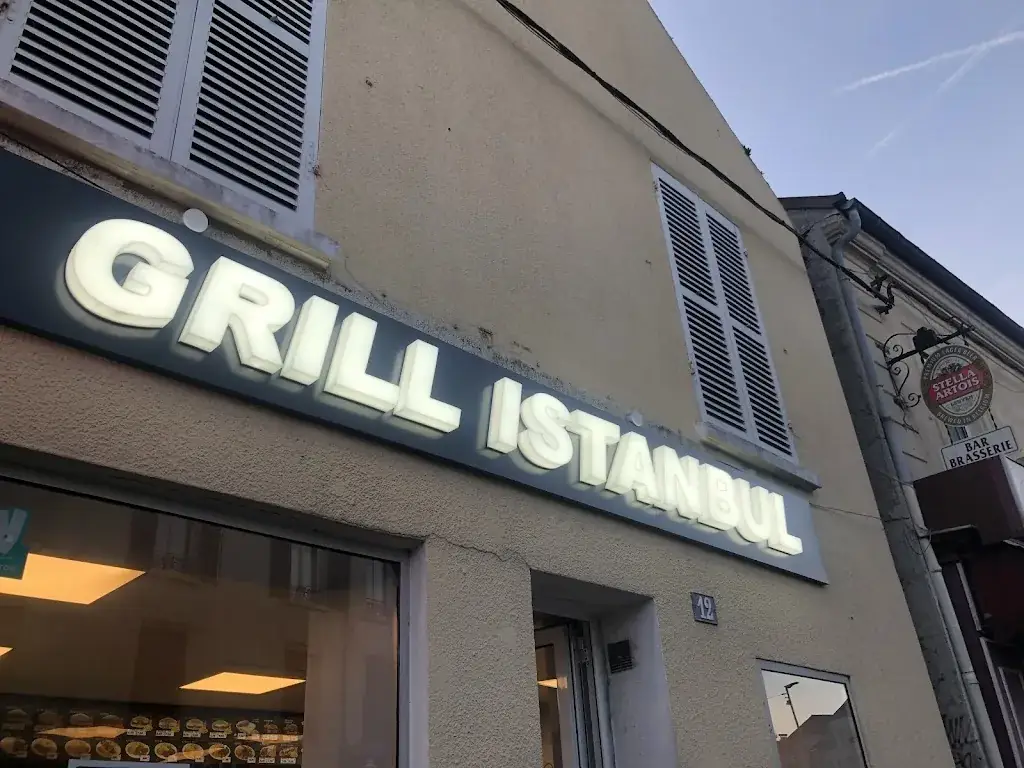 GRILL ISTANBUL
12
STELLA
ARTOIS
BAR
BRASSERIE